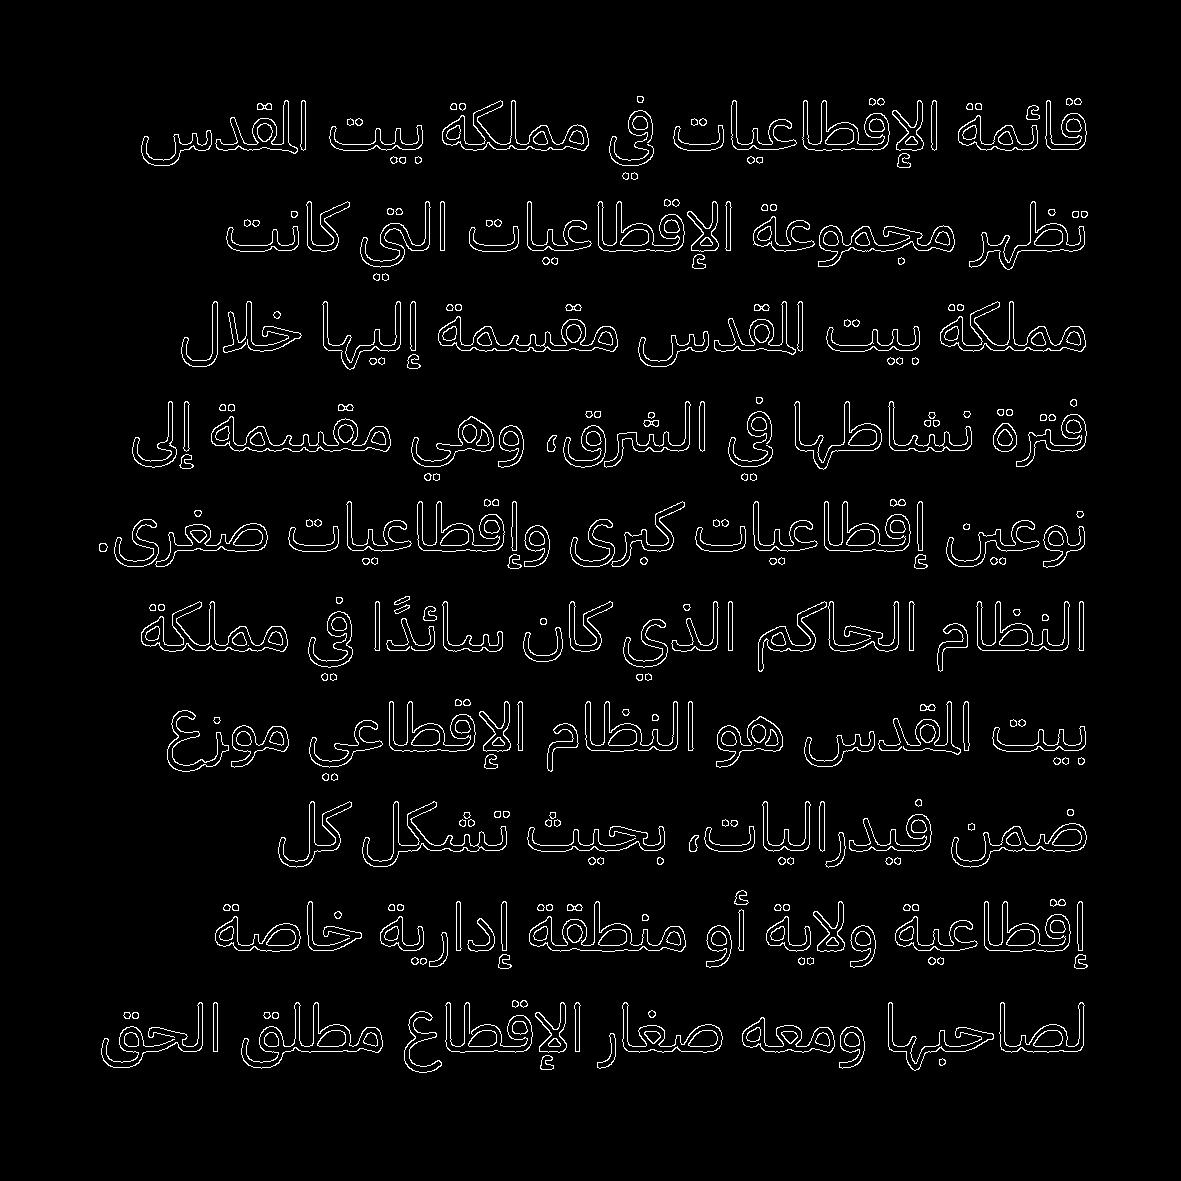 قائمة الإقطاعيات في مملكة بيت المقدس
تظهر مجموعة الإقطاعيات التي كانت
مملكة بيت المقدس مقسمة إليها خلال
فترة نشاطها في الشرق، وهي مقسمة إلى
نوعين إقطاعيات كبرى وإقطاعيات صغرى.
النظام الحاكم الذي كان سائدًا في مملكة
بيت المقدس هو النظام الإقطاعي موزع
ضمن فيدراليات، بحيث تشكل كل
إقطاعية ولاية أو منطقة إدارية خاصة
لصاحبها ومعه صغار الإقطاع مطلق الحق